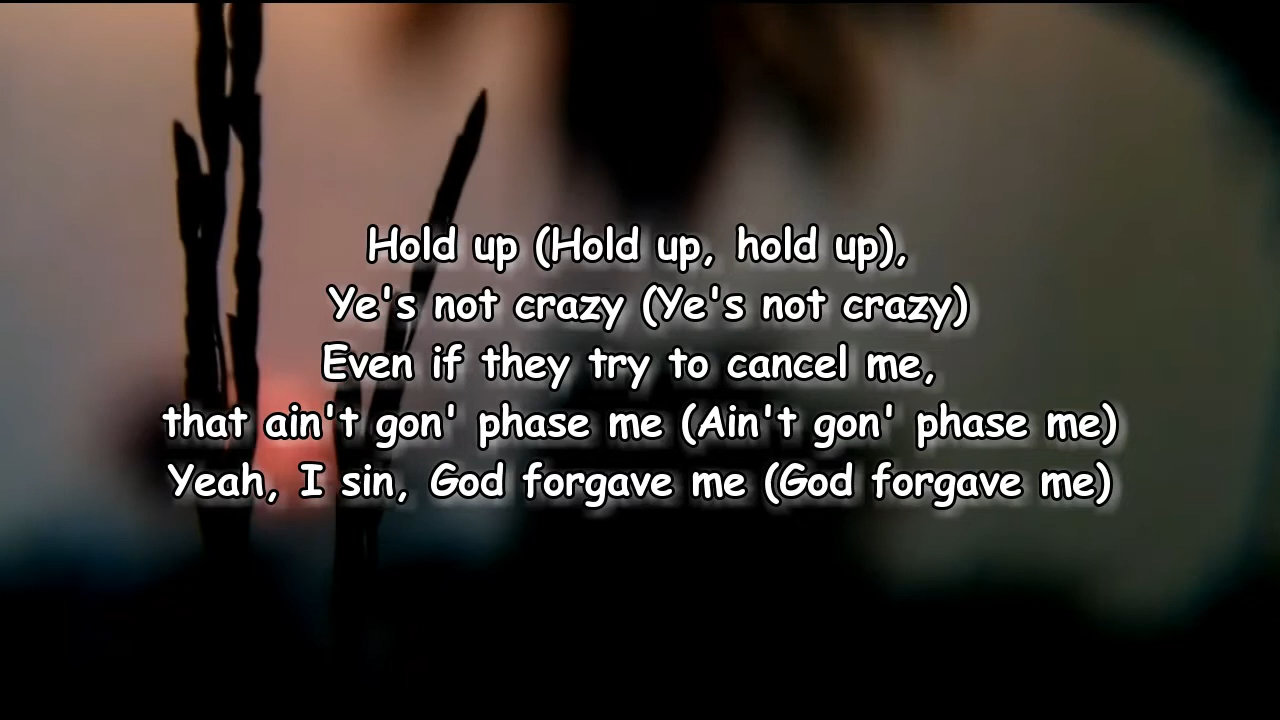 Hold up (Hold up, hold up),
Ye's not crazy (Ye's not crazy)
Even if they try to cancel me,
that ain't gon' phase me (Ain't gon' phase me)
Yeah, I sin, God forgave me (God forgave me)